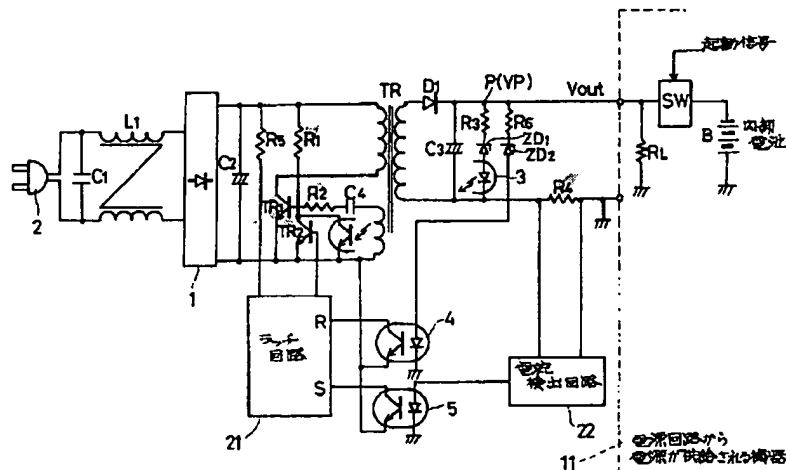 起動信号
TR
D1
P(VP)
Vout
SW
L1
R5
R1
R3
R6
ZD1
ZD2
C3
3
RL
B
内部
電池
C1
C2
R2
C4
TR1
TR2
R4
2
1
R
4
ラッチ
回路
S
5
電流
検出回路
21
22
11
電源回路から
電源が供給される機器